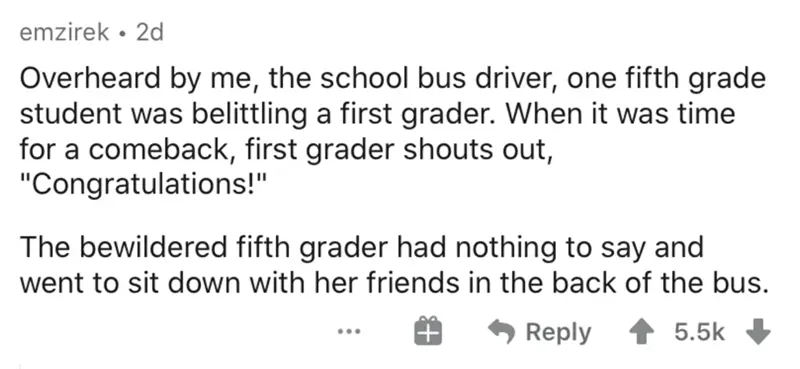 emzirek • 2d
Overheard by me, the school bus driver, one fifth grade
student was belittling a first grader. When it was time
for a comeback, first grader shouts out,
"Congratulations!"
The bewildered fifth grader had nothing to say and
went to sit down with her friends in the back of the bus.
Reply 5.5k